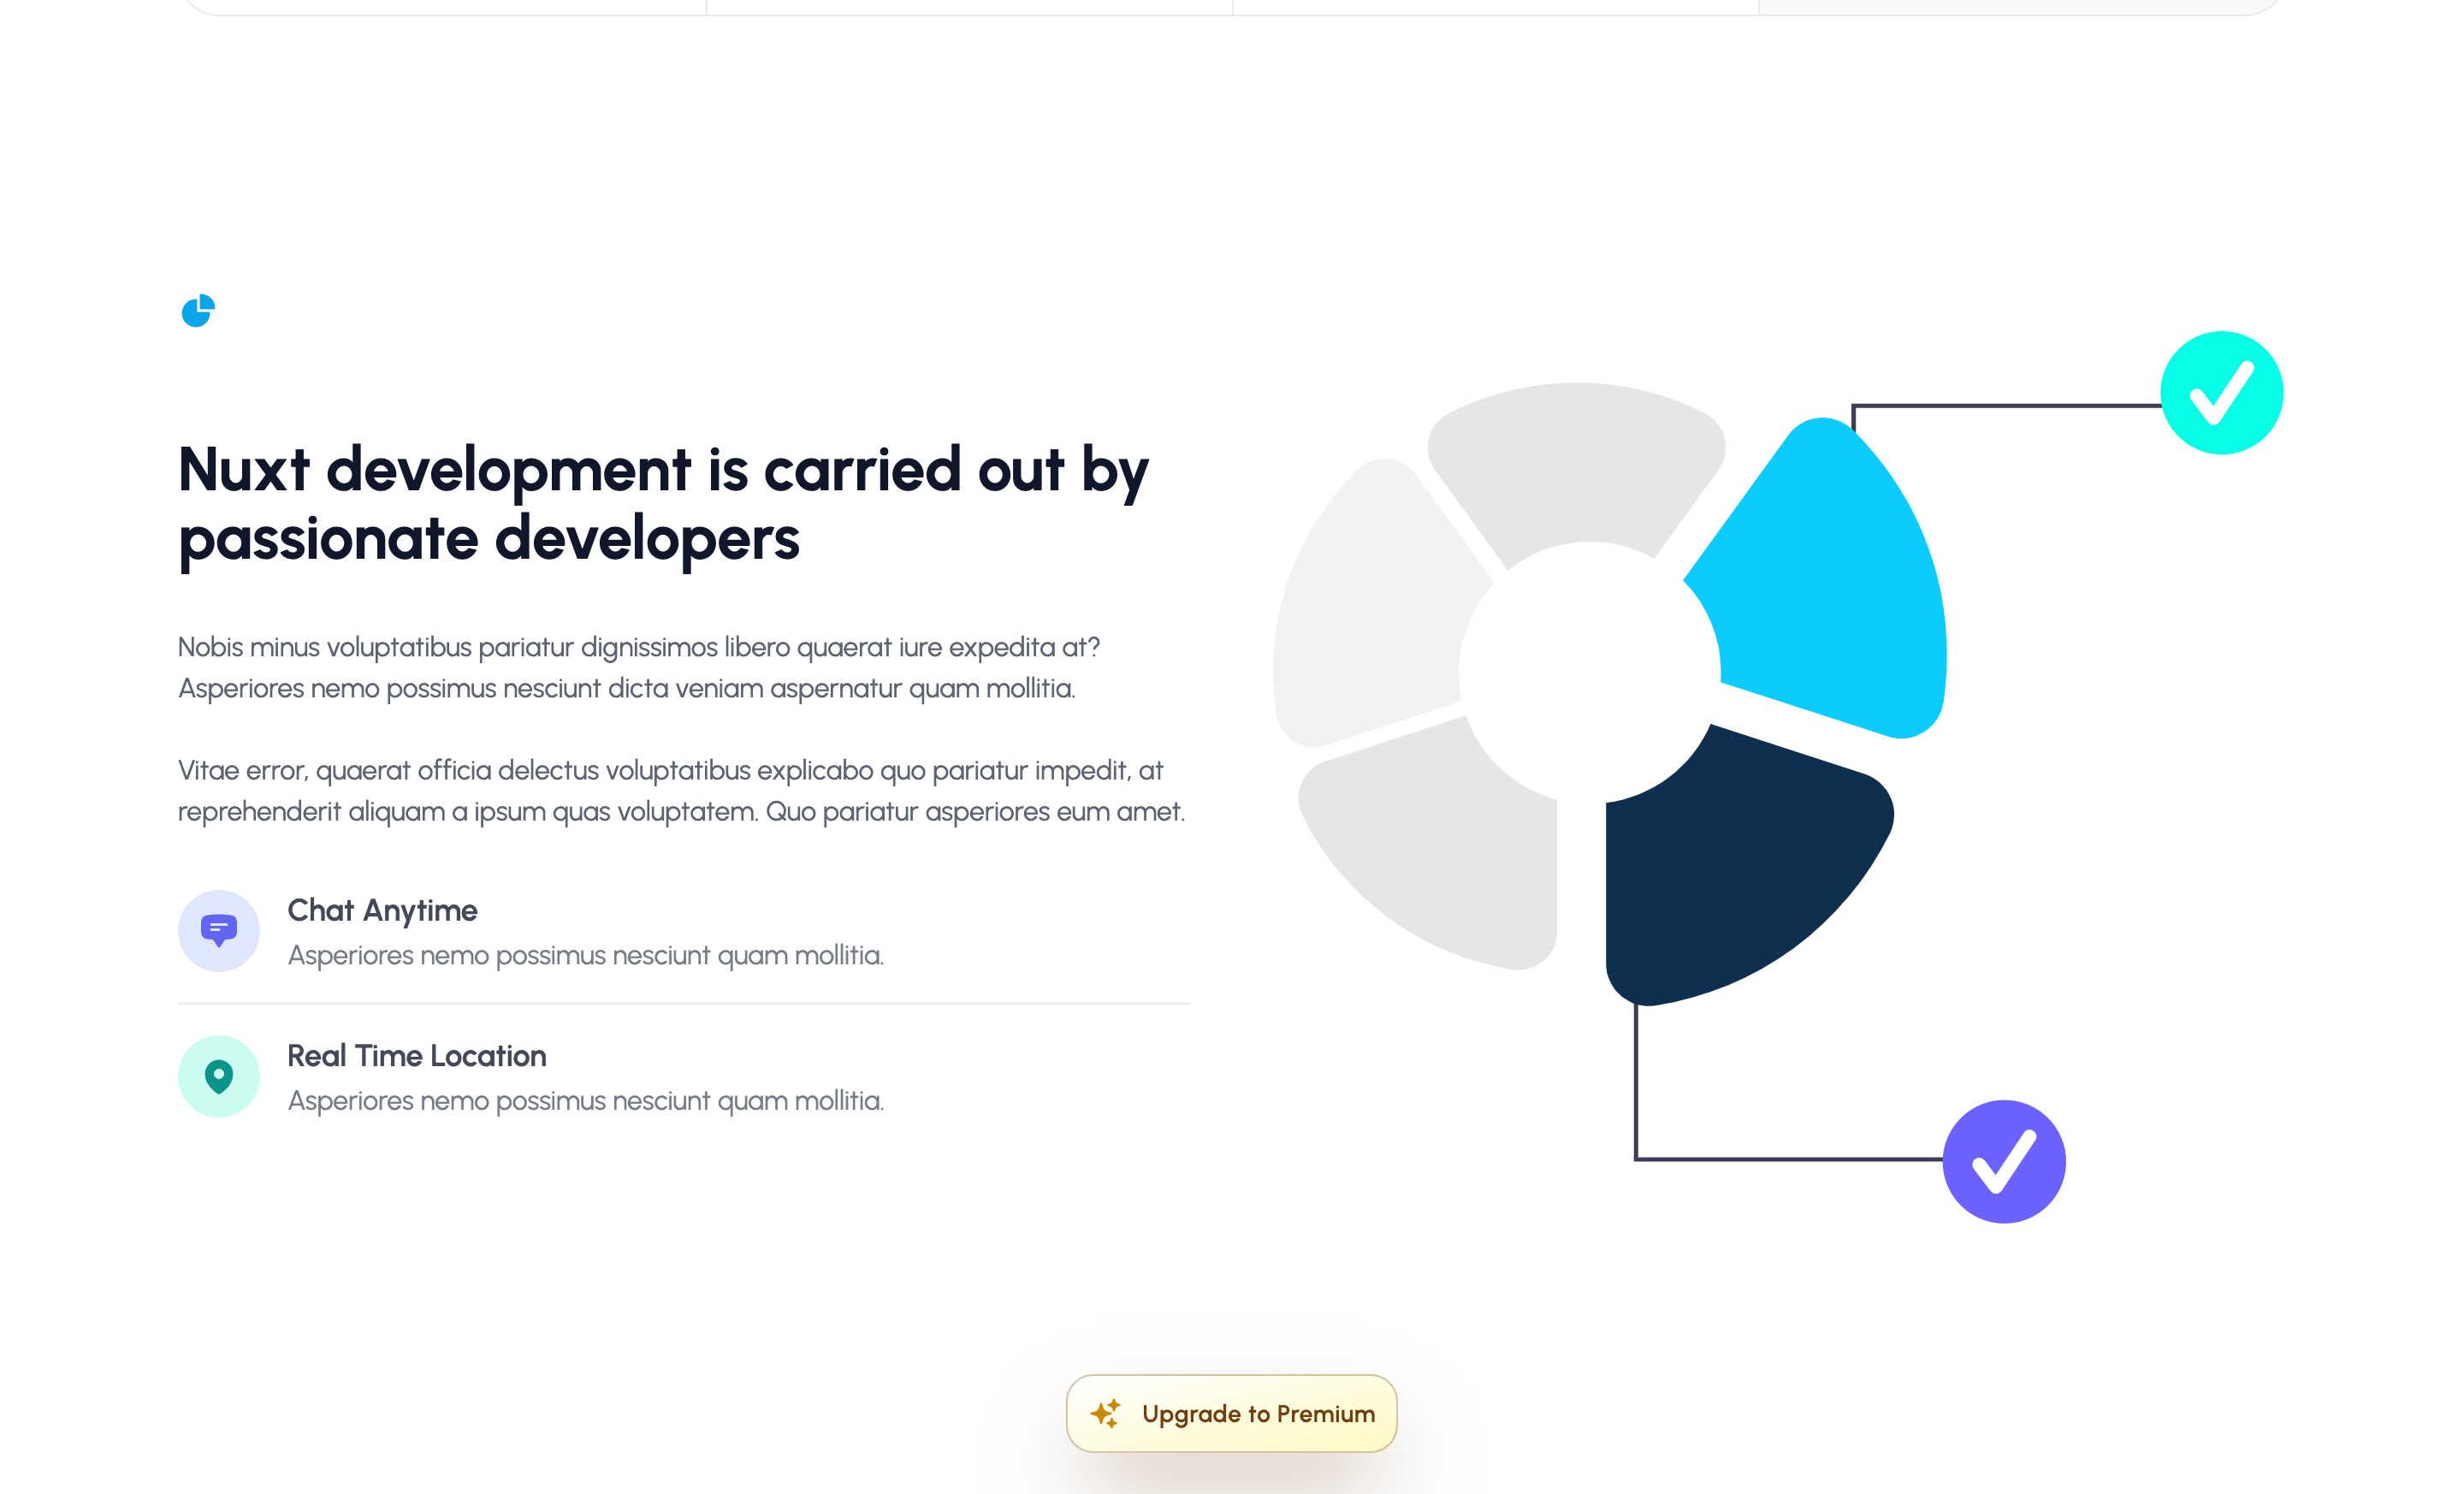 Nuxt development is carried out by
passionate developers
Nobis minus voluptatibus pariatur dignissimos libero quaerat iure expedita at?
Asperiores nemo possimus nesciunt dicta veniam aspernatur quam mollitia.
Vitae error, quaerat officia delectus voluptatibus explicabo quo pariatur impedit, at
reprehenderit aliquam a ipsum quas voluptatem. Quo pariatur asperiores eum amet.
Chat Anytime
Asperiores nemo possimus nesciunt quam mollitia.
Real Time Location
Asperiores nemo possimus nesciunt quam mollitia.
Upgrade to Premium